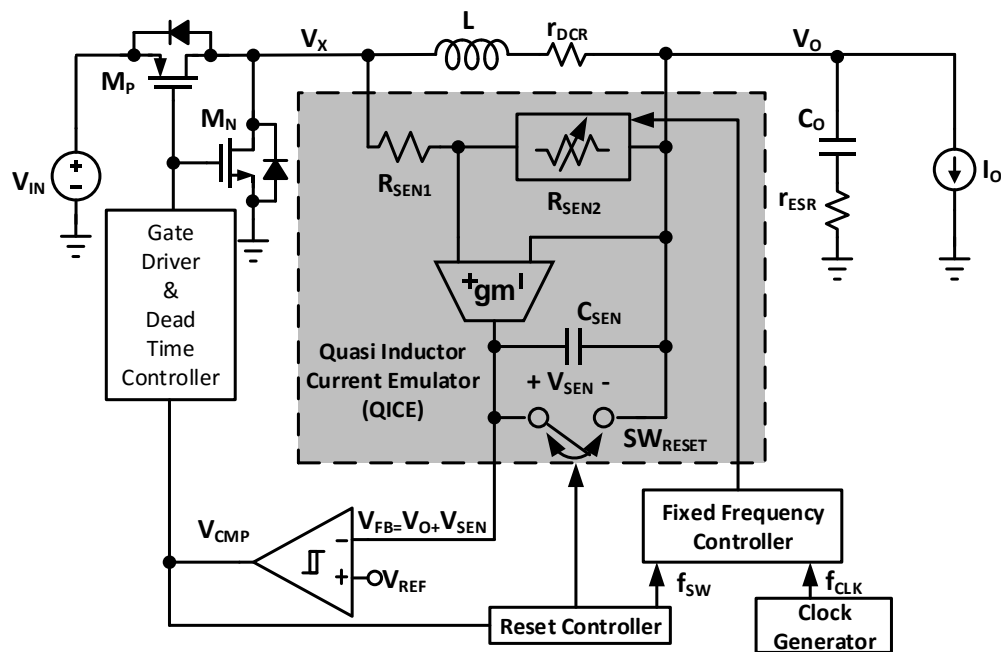 L
r_DCR
V_X
V_O
M_P
M_N
C_O
V_IN
+
-
R_SEN1
R_SEN2
r_ESR
I_O
Gate
Driver
&
Dead
Time
Controller
+gm I
C_SEN
Quasi Inductor
Current Emulator
(QICE)
+ V_SEN -
SW_RESET
V_CMP
V_FB=V_O+V_SEN
-
+
V_REF
Fixed Frequency
Controller
f_SW
f_CLK
Reset Controller
Clock
Generator